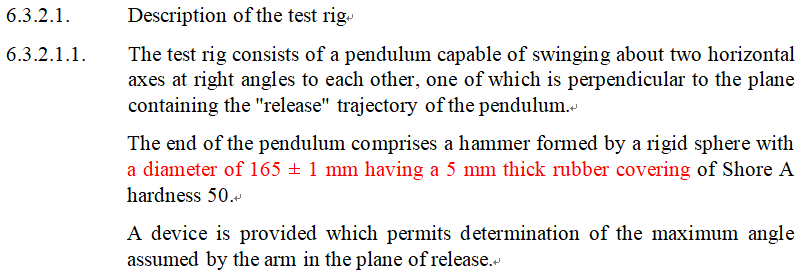 6.3.2.1. Description of the test rig
6.3.2.1.1. The test rig consists of a pendulum capable of swinging about two horizontal
axes at right angles to each other, one of which is perpendicular to the plane
containing the "release" trajectory of the pendulum.
The end of the pendulum comprises a hammer formed by a rigid sphere with
a diameter of 165 ± 1 mm having a 5 mm thick rubber covering of Shore A
hardness 50.
A device is provided which permits determination of the maximum angle
assumed by the arm in the plane of release.